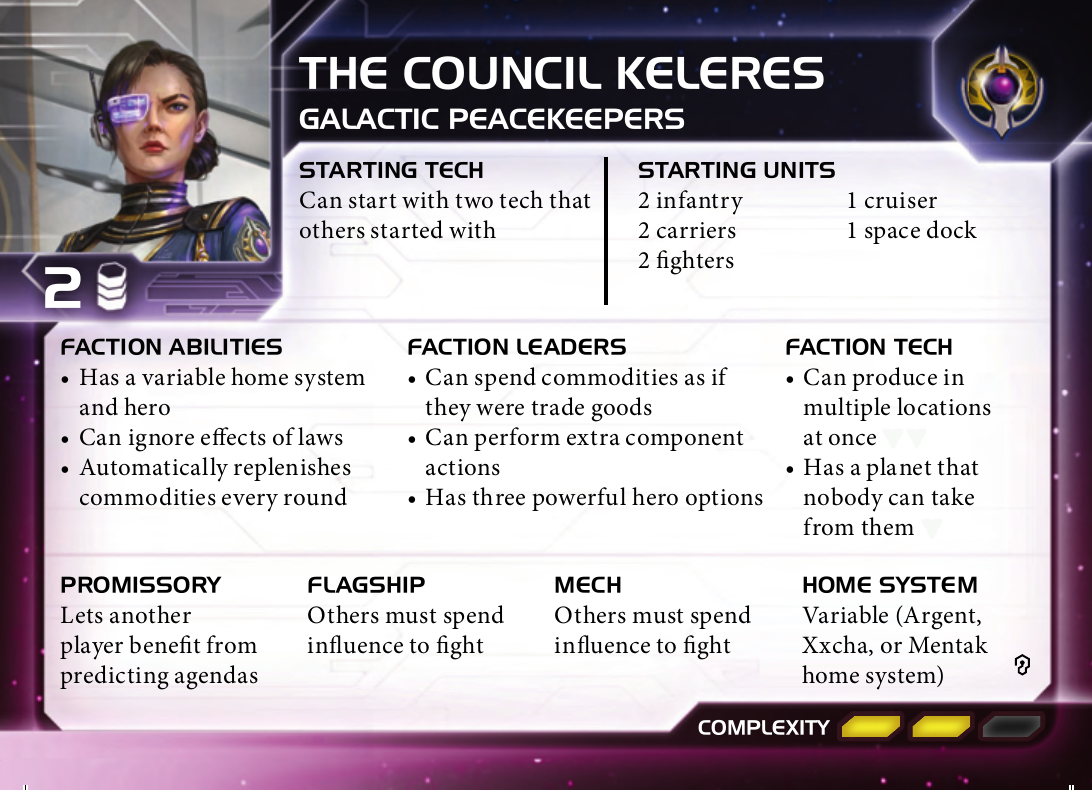 THE COUNCIL KELERES
GALACTIC PEACEKEEPERS
2
STARTING TECH
Can start with two tech that
others started with
STARTING UNITS
2 infantry
2 carriers
2 fighters
1 cruiser
1 space dock
FACTION ABILITIES
• Has a variable home system
and hero
• Can ignore effects of laws
• Automatically replenishes
commodities every round
FACTION LEADERS
• Can spend commodities as if
they were trade goods
• Can perform extra component
actions
• Has three powerful hero options
FACTION TECH
• Can produce in
multiple locations
at once
• Has a planet that
nobody can take
from them
PROMISSORY
Lets another
player benefit from
predicting agendas
FLAGSHIP
Others must spend
influence to fight
MECH
Others must spend
influence to fight
HOME SYSTEM
Variable (Argent,
Xxcha, or Mentak
home system)
COMPLEXITY